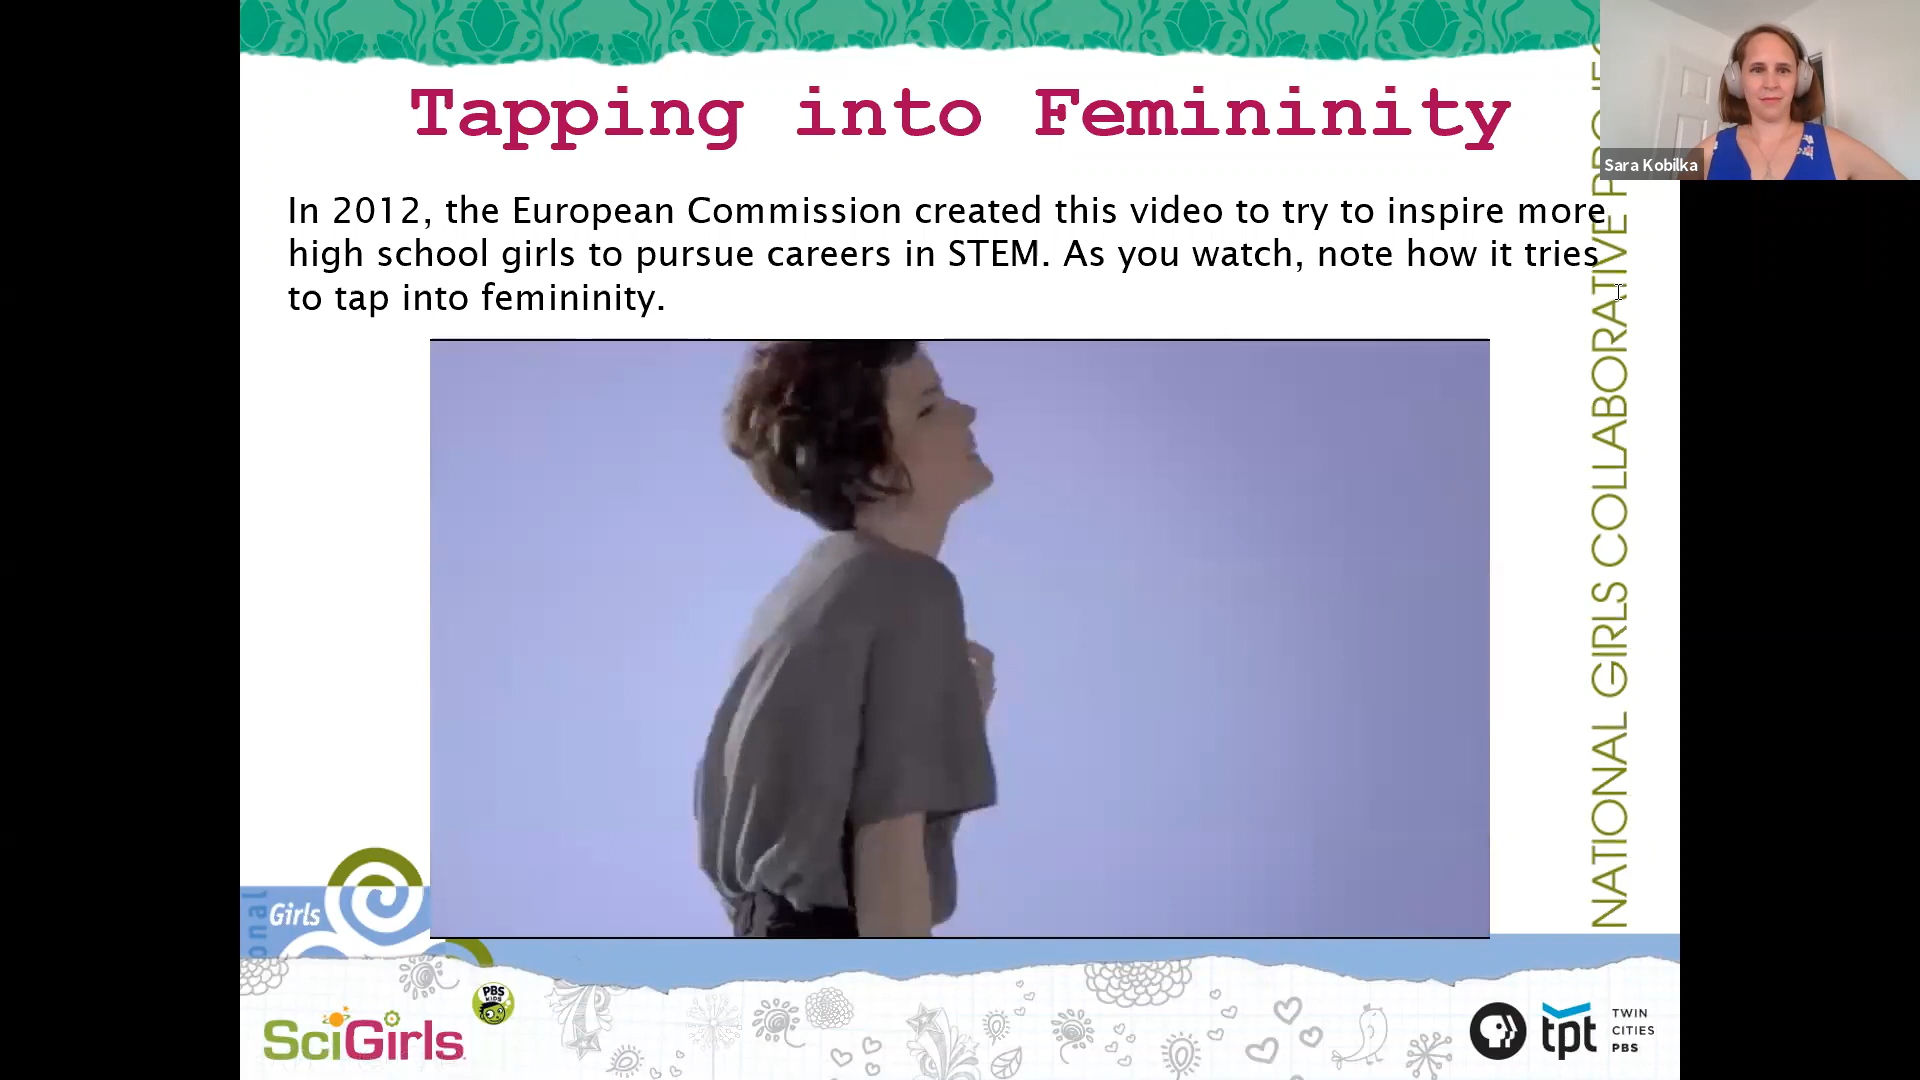 Tapping into Femininity
Sara Kobilka
In 2012, the European Commission created this video to try to inspire more
high school girls to pursue careers in STEM. As you watch, note how it tries
to tap into femininity.
NATIONAL GIRLS COLLABORATIVE
Girls
onal
SciGirls
PBS
KIDS
tpt
TWIN
CITIES
PBS